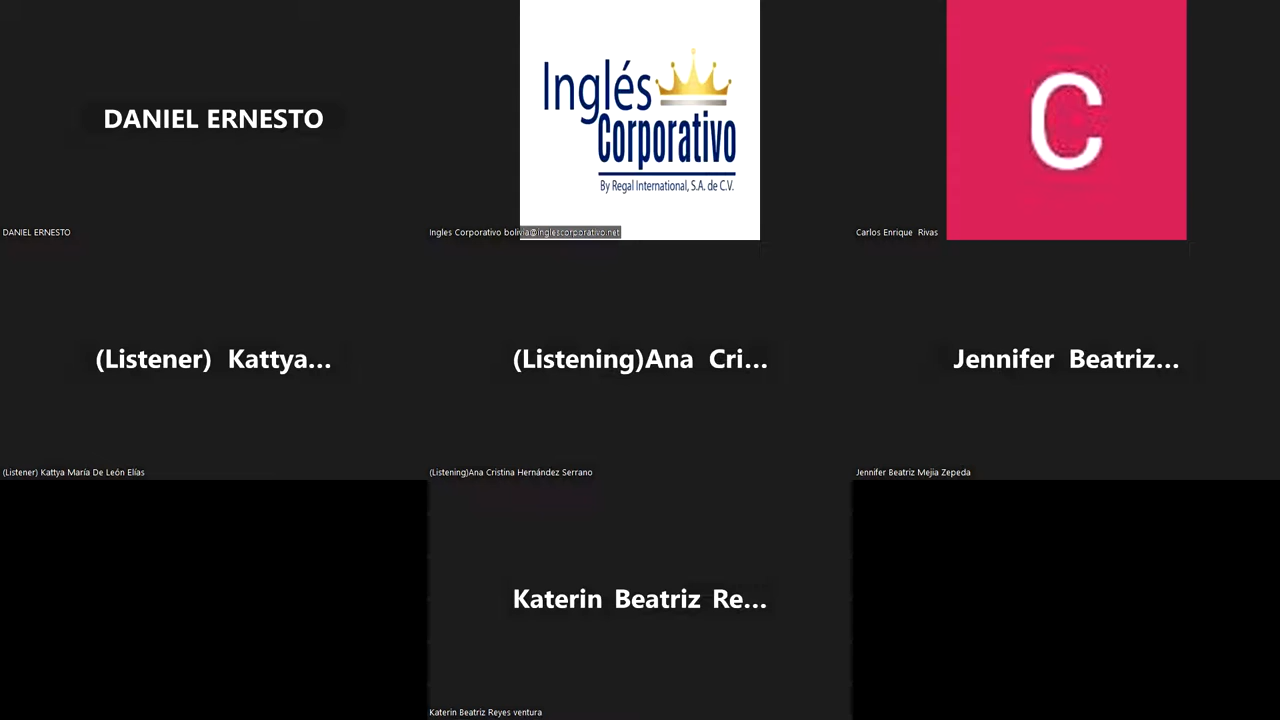 DANIEL ERNESTO
DANIEL ERNESTO
Inglés
Corporativo
By Regal International, S.A. de C.V.
Ingles Corporativo bolivia@inglescorporativo.net
C
Carlos Enrique Rivas
(Listener) Kattya...
(Listener) Kattya María De León Elías
(Listening)Ana Cri...
(Listening)Ana Cristina Hernández Serrano
Jennifer Beatriz...
Jennifer Beatriz Mejia Zepeda
Katerin Beatriz Re...
Katerin Beatriz Reyes ventura